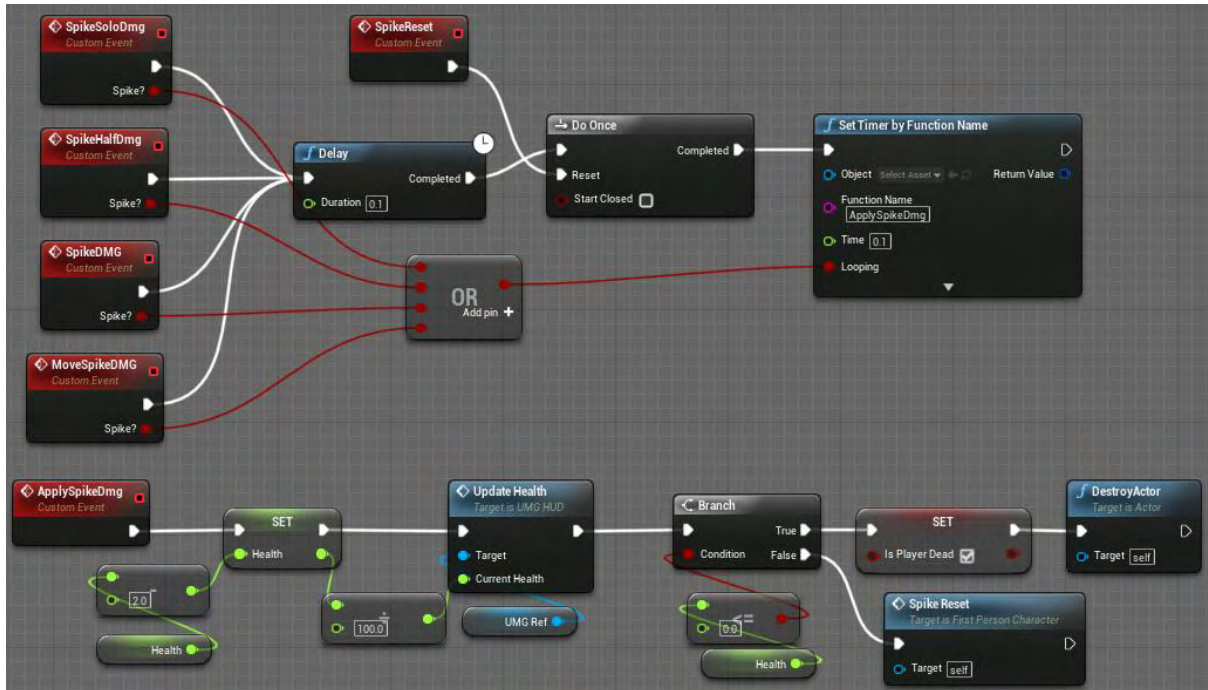 SpikeSoloDmg
Custom Event
Spike?
SpikeReset
Custom Event
SpikeHalfDmg
Custom Event
Spike?
Delay
Completed
Duration 0.1
Do Once
Completed
Reset
Start Closed
Set Timer by Function Name
Object Select Asset
Return Value
Function Name
ApplySpikeDmg
Time 0.1
Looping
SpikeDMG
Custom Event
Spike?
OR
Add pin +
MoveSpikeDMG
Custom Event
Spike?
ApplySpikeDmg
Custom Event
SET
Health
2.0 -
Health
100.0 ÷
Update Health
Target is UMG HUD
Target
Current Health
UMG Ref
Branch
True
Condition
False
0.0 <=
Health
SET
Is Player Dead
DestroyActor
Target is Actor
Target self
Spike Reset
Target is First Person Character
Target self